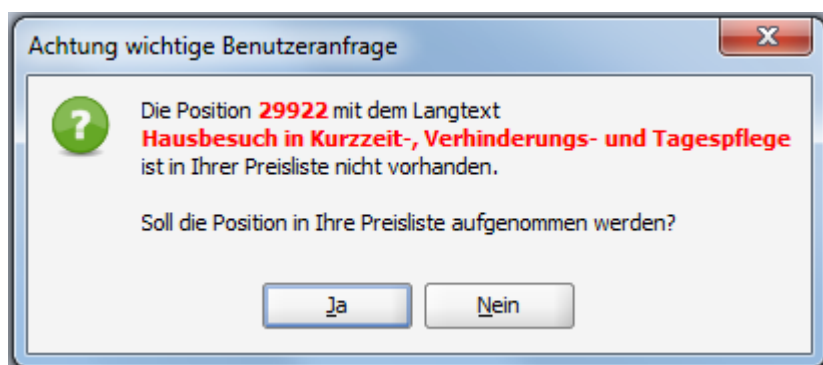 Achtung wichtige Benutzeranfrage
Die Position 29922 mit dem Langtext
Hausbesuch in Kurzzeit-, Verhinderungs- und Tagespflege
ist in Ihrer Preisliste nicht vorhanden.
Soll die Position in Ihre Preisliste aufgenommen werden?
Ja
Nein